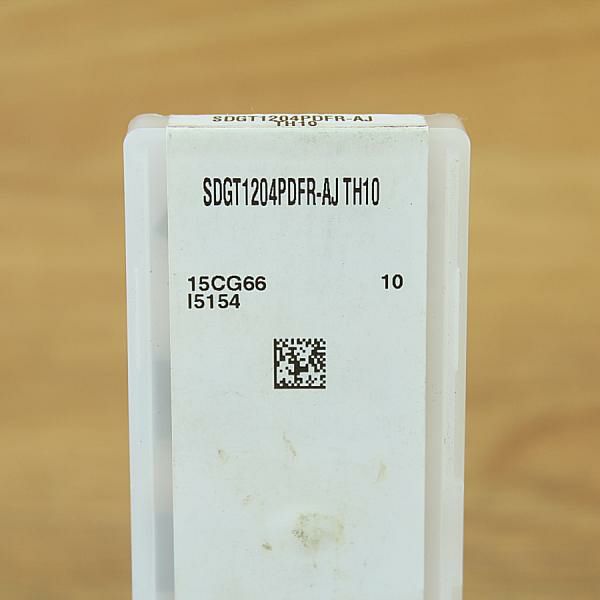 SDGT1204PDFR-AJ
TH10
SDGT1204PDFR-AJ TH10
15CG66 10
I5154